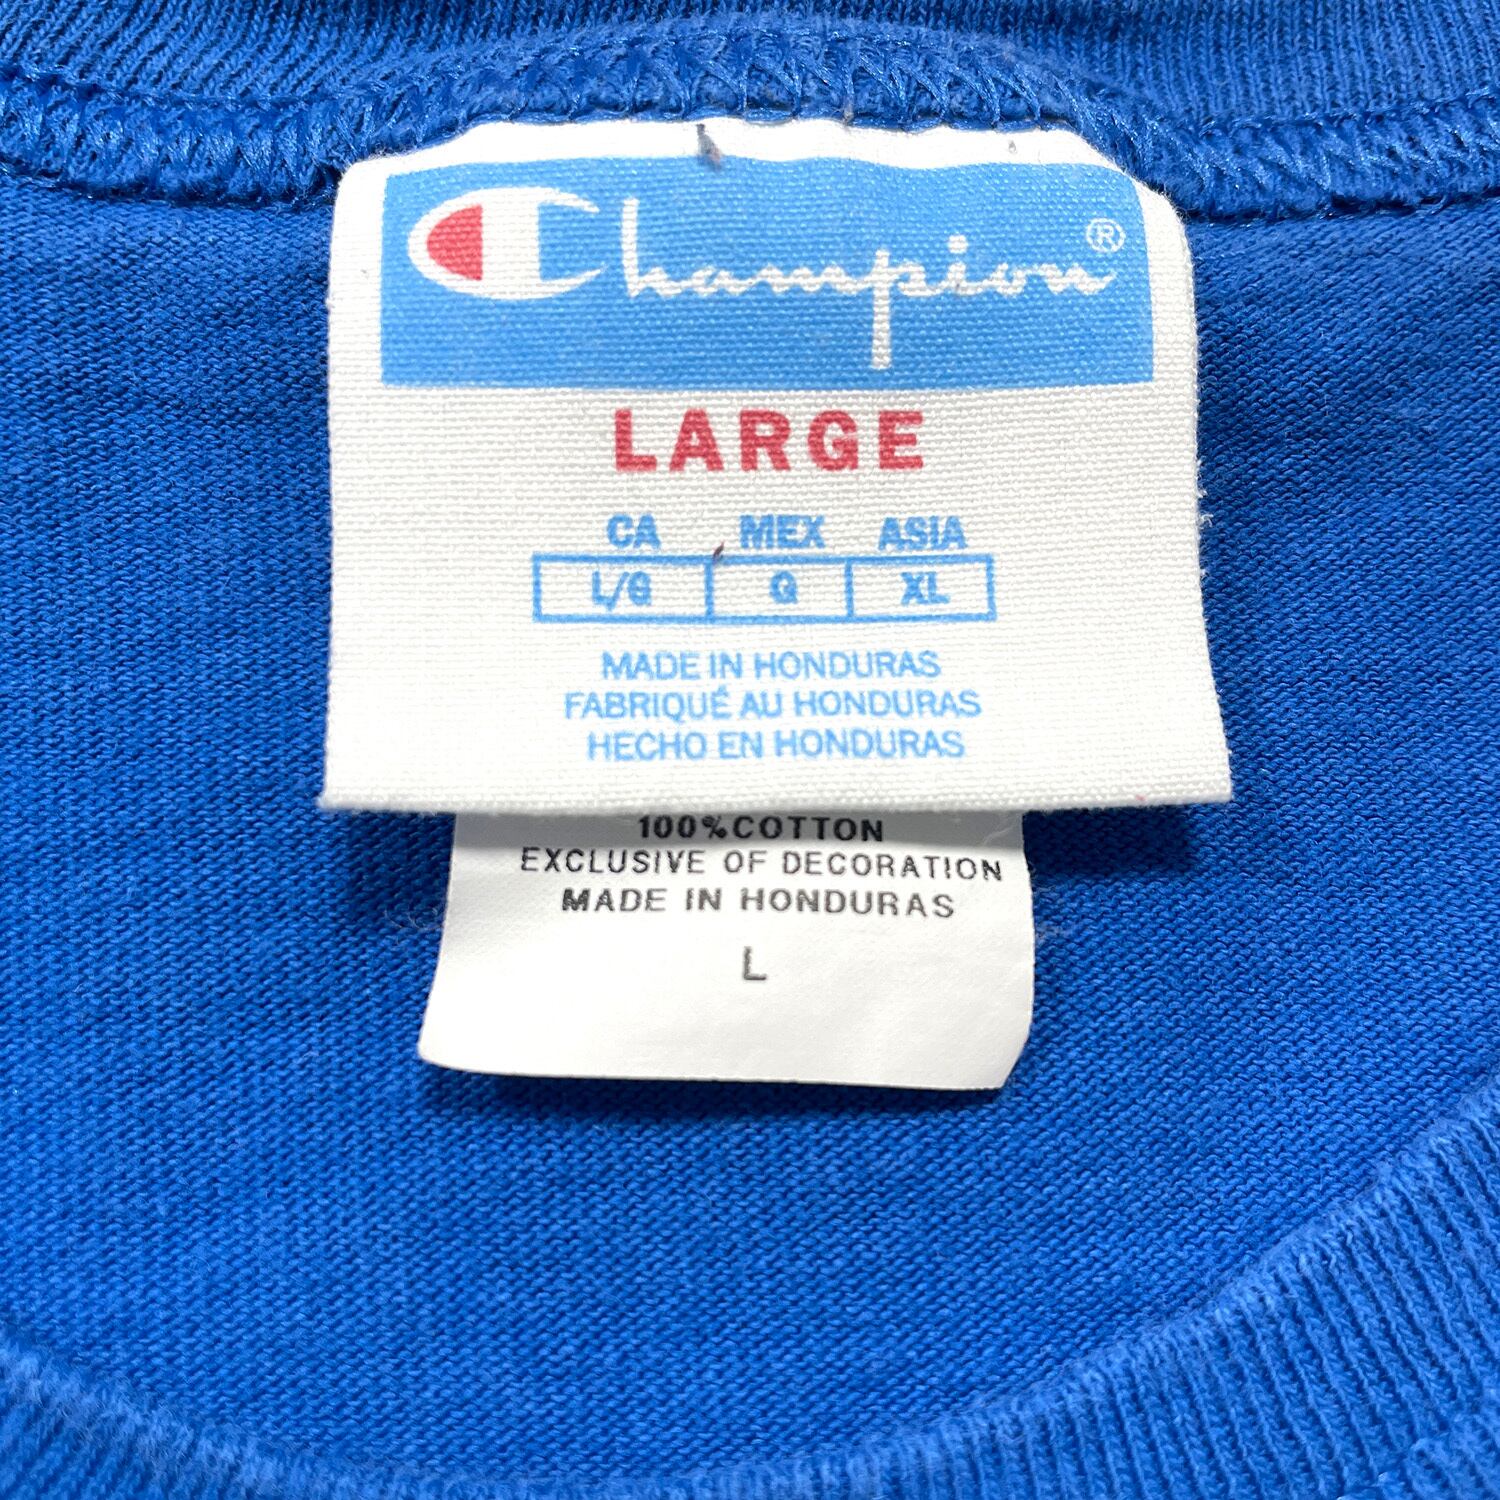 Champion®
LARGE
CA MEX ASIA
L/G G XL
MADE IN HONDURAS
FABRIQUÉ AU HONDURAS
HECHO EN HONDURAS
100%COTTON
EXCLUSIVE OF DECORATION
MADE IN HONDURAS
L